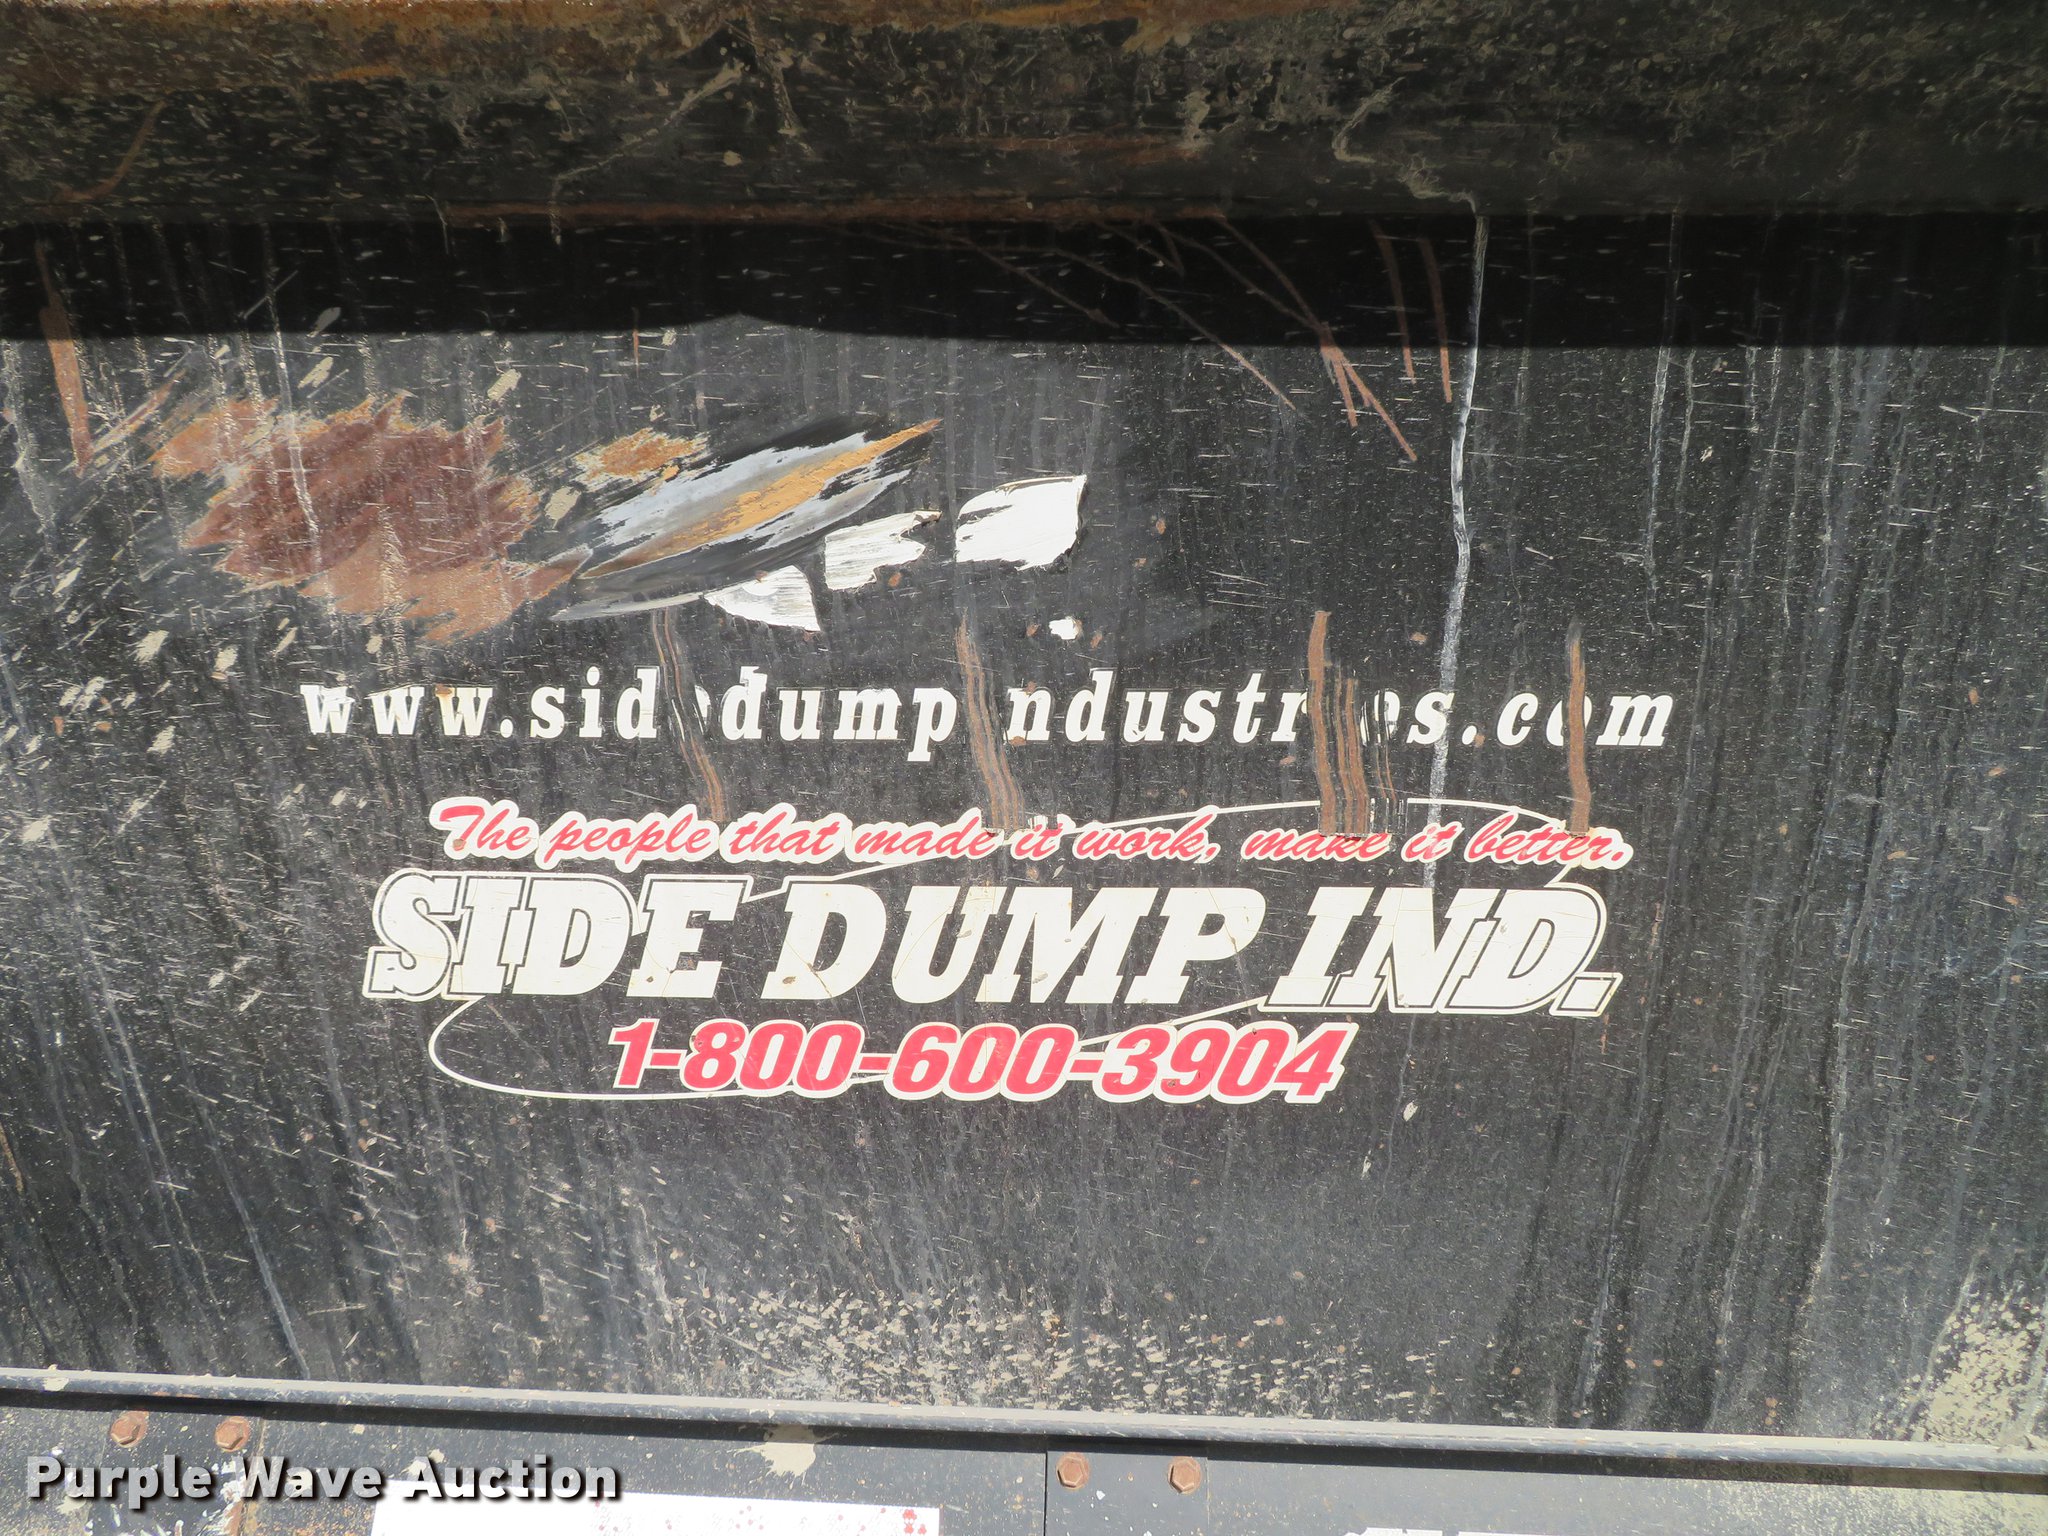 www.sidedumpindustries.com
The people that made it work, make it better.
SIDE DUMP IND.
1-800-600-3904
Purple Wave Auction